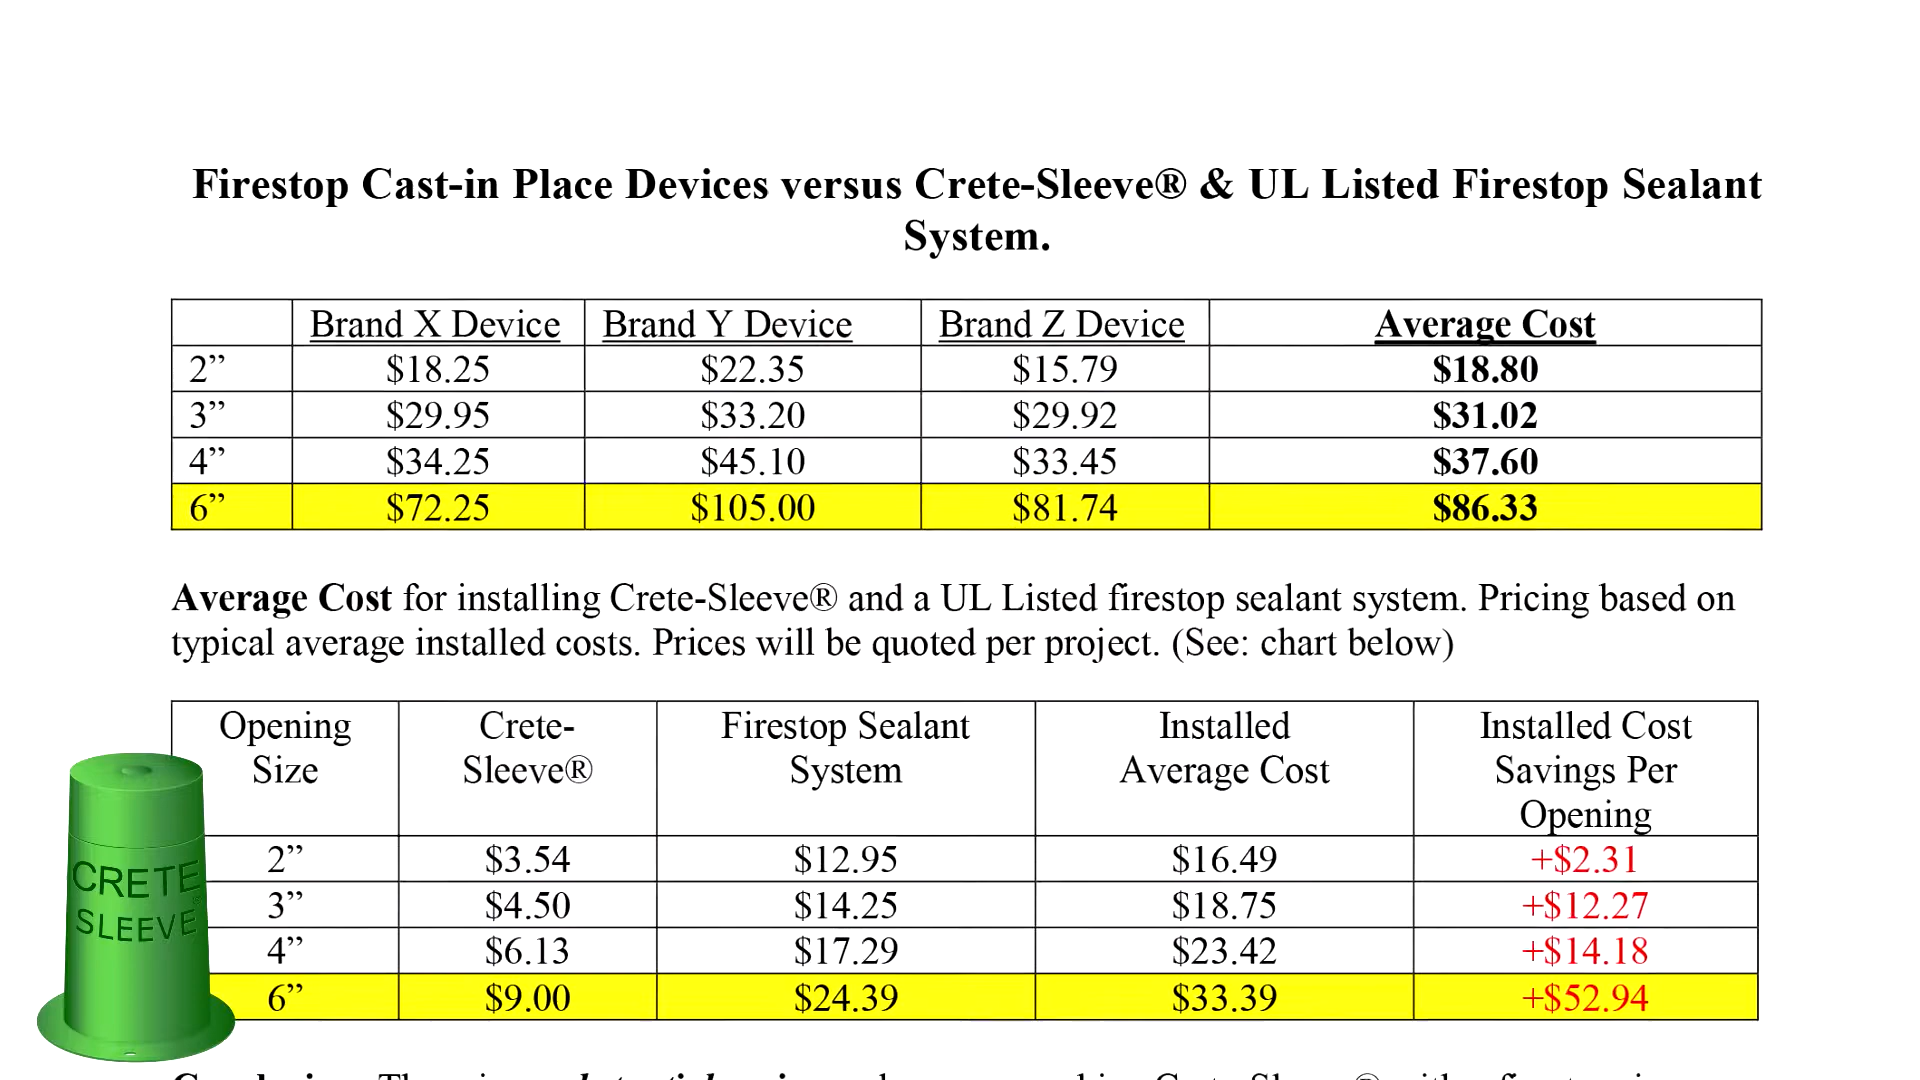 Firestop Cast-in Place Devices versus Crete-Sleeve® & UL Listed Firestop Sealant
System.
Brand X Device Brand Y Device Brand Z Device Average Cost
2” $18.25 $22.35 $15.79 $18.80
3” $29.95 $33.20 $29.92 $31.02
4” $34.25 $45.10 $33.45 $37.60
6” $72.25 $105.00 $81.74 $86.33
Average Cost for installing Crete-Sleeve® and a UL Listed firestop sealant system. Pricing based on
typical average installed costs. Prices will be quoted per project. (See: chart below)
Opening Crete- Firestop Sealant Installed Installed Cost
Size Sleeve® System Average Cost Savings Per
Opening
2” $3.54 $12.95 $16.49 +$2.31
3” $4.50 $14.25 $18.75 +$12.27
4” $6.13 $17.29 $23.42 +$14.18
6” $9.00 $24.39 $33.39 +$52.94
CRETE
SLEEVE®